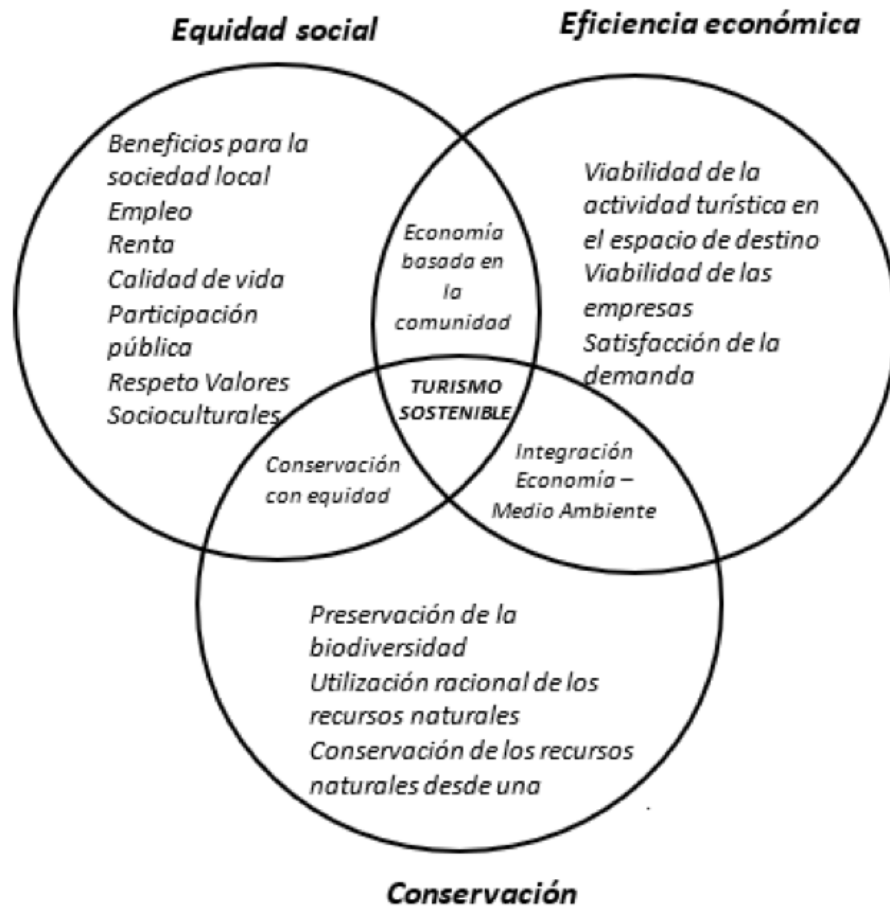 Equidad social
Eficiencia económica
Beneficios para la
sociedad local
Empleo
Renta
Calidad de vida
Participación
pública
Respeto Valores
Socioculturales
Economía
basada en
la
comunidad
Viabilidad de la
actividad turística en
el espacio de destino
Viabilidad de las
empresas
Satisfacción de la
demanda
TURISMO
SOSTENIBLE
Conservación
con equidad
Integración
Economía –
Medio Ambiente
Preservación de la
biodiversidad
Utilización racional de los
recursos naturales
Conservación de los recursos
naturales desde una
Conservación